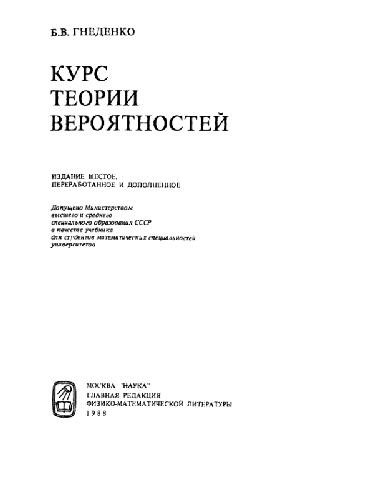 Б.В. ГНЕДЕНКО
КУРС
ТЕОРИИ
ВЕРОЯТНОСТЕЙ
ИЗДАНИЕ ШЕСТОЕ,
ПЕРЕРАБОТАННОЕ И ДОПОЛНЕННОЕ
Допущено Министерством
высшего и среднего
специального образования СССР
в качестве учебника
для студентов математических специальностей
университетов
МОСКВА "НАУКА"
ГЛАВНАЯ РЕДАКЦИЯ
ФИЗИКО-МАТЕМАТИЧЕСКОЙ ЛИТЕРАТУРЫ
1988